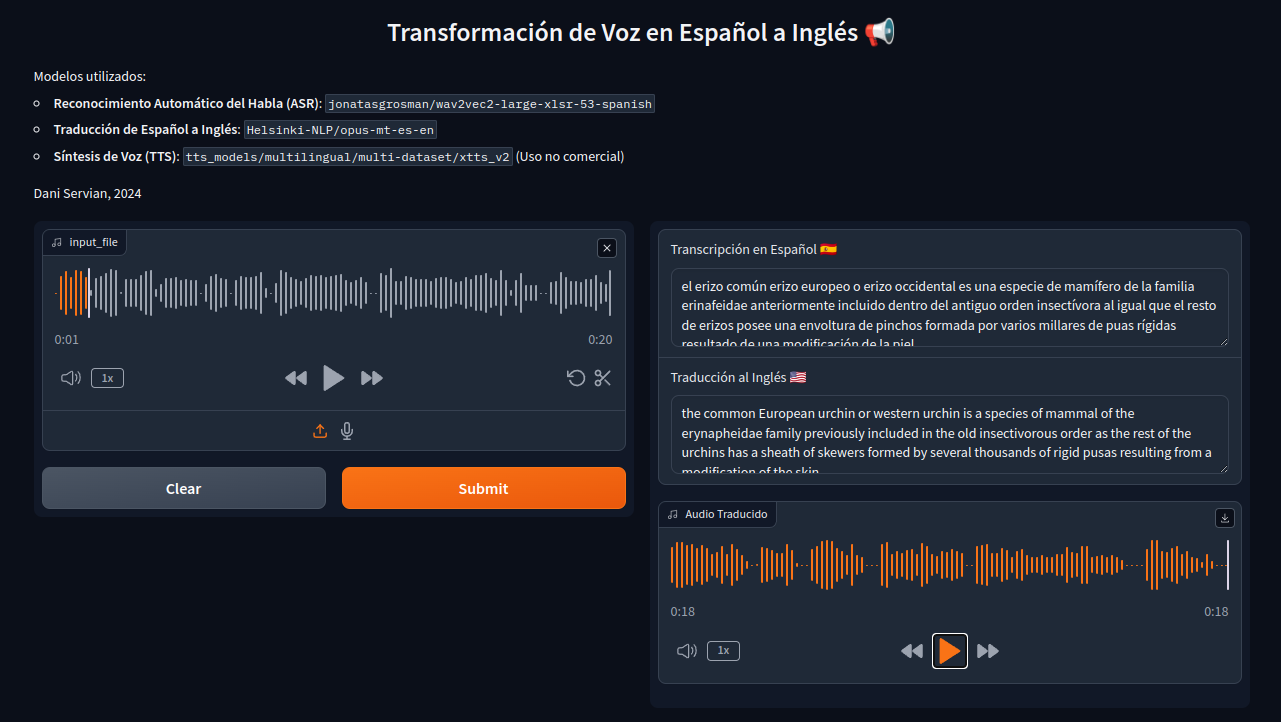 Transformación de Voz en Español a Inglés 📢
Modelos utilizados:
Reconocimiento Automático del Habla (ASR): jonatasgrosman/wav2vec2-large-xlsr-53-spanish
Traducción de Español a Inglés: Helsinki-NLP/opus-mt-es-en
Síntesis de Voz (TTS): tts_models/multilingual/multi-dataset/xtts_v2 (Uso no comercial)
Dani Servian, 2024
input_file
0:01
0:20
1x
Clear
Submit
Transcripción en Español 🇪🇸
el erizo común erizo europeo o erizo occidental es una especie de mamífero de la familia
erinafeidae anteriormente incluido dentro del antiguo orden insectívora al igual que el resto
de erizos posee una envoltura de pinchos formada por varios millares de puas rígidas
resultado de una modificación de la piel
Traducción al Inglés 🇺🇸
the common European urchin or western urchin is a species of mammal of the
erynapheidae family previously included in the old insectivorous order as the rest of the
urchins has a sheath of skewers formed by several thousands of rigid pusas resulting from a
modification of the skin
Audio Traducido
0:18
0:18
1x